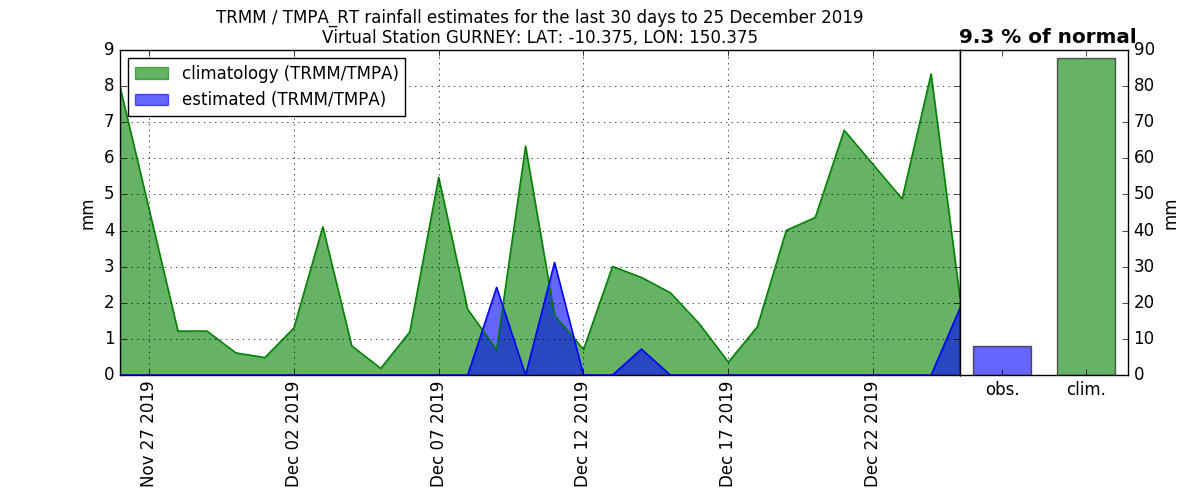 TRMM / TMPA_RT rainfall estimates for the last 30 days to 25 December 2019
Virtual Station GURNEY: LAT: -10.375, LON: 150.375
9.3 % of normal
climatology (TRMM/TMPA)
estimated (TRMM/TMPA)
mm
9
8
7
6
5
4
3
2
1
0
Nov 27 2019
Dec 02 2019
Dec 07 2019
Dec 12 2019
Dec 17 2019
Dec 22 2019
obs.
clim.
90
80
70
60
50
40
30
20
10
0
mm